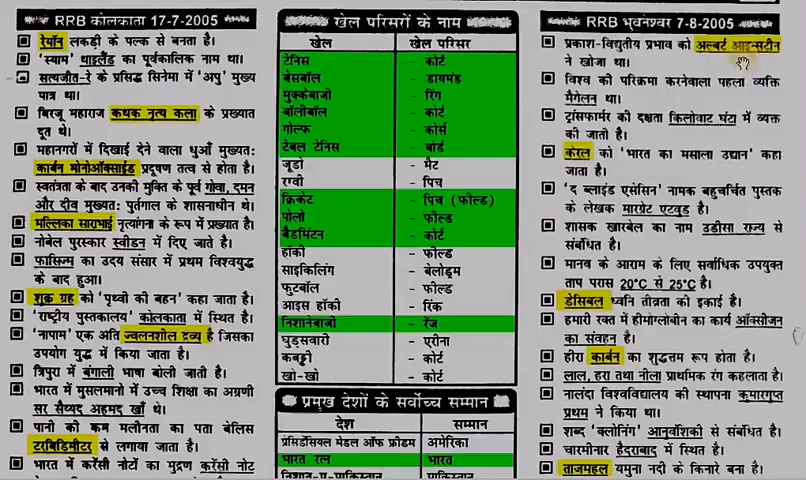 RRB कोलकाता 17-7-2005
रेयॉन लकड़ी के पल्क से बनता है।
'स्याम' थाइलैंड का पूर्वकालिक नाम था।
सत्यजीत-रे के प्रसिद्ध सिनेमा में 'अपु' मुख्य
पात्र था।
बिरजू महाराज कथक नृत्य कला के प्रख्यात
दूत थे।
महानगरों में दिखाई देने वाला धुआँ मुख्यत:
कार्बन मोनोऑक्साईड प्रदूषण तत्व से होता है।
स्वतंत्रता के बाद उनकी मुक्ति के पूर्व गोवा, दमन
और दीव मुख्यत: पुर्तगाल के शासनाधीन थे।
मल्लिका साराभाई नृत्यांगना के रूप में प्रख्यात है।
नोबेल पुरस्कार स्वीडन में दिए जाते है।
फासिज्म का उदय संसार में प्रथम विश्वयुद्ध
के बाद हुआ।
शुक्र ग्रह को 'पृथ्वी की बहन' कहा जाता है।
'राष्ट्रीय पुस्तकालय' कोलकाता में स्थित है।
'नापाम' एक अति ज्वलनशील द्रव्य है जिसका
उपयोग युद्ध में किया जाता है।
त्रिपुरा में बंगाली भाषा बोली जाती है।
भारत में मुसलमानो में उच्च शिक्षा का अग्रणी
सर सैय्यद अहमद खाँ थे।
पानी की कम मलीनता का पता बेलिस
टरबिडिमीटर से लगाया जाता है।
भारत में करेंसी नोटों का मुद्रण करेंसी नोट
खेल परिसरों के नाम
खेल खेल परिसर
टेनिस - कोर्ट
बेसबॉल - डायमंड
मुक्केबाजी - रिंग
बॉलीबॉल - कोर्ट
गोल्फ - कोर्स
टेबल टेनिस - बोर्ड
जूडो - मैट
रग्वी - पिच
क्रिकेट - पिच (फील्ड)
पोलो - फील्ड
बैडमिंटन - कोर्ट
हॉकी - फील्ड
साइकिलिंग - बेलोड्रम
फुटबॉल - फील्ड
आइस हॉकी - रिंक
निशानेबाजी - रेंज
घुड़सवारी - एरीना
कबड्डी - कोर्ट
खो-खो - कोर्ट
प्रमुख देशों के सर्वोच्च सम्मान
देश सम्मान
प्रेसिडेंसियल मेडल ऑफ फ्रीडम अमेरिका
भारत रत्न भारत
निशान-ए-पाकिस्तान पाकिस्तान
RRB भुवनेश्वर 7-8-2005
प्रकाश-विद्युतीय प्रभाव को अल्बर्ट आइन्सटीन
ने खोजा था।
विश्व की परिक्रमा करनेवाला पहला व्यक्ति
मैगेलन था।
ट्रांसफार्मर की दक्षता किलोवाट घंटा में व्यक्त
की जाती है।
केरल को 'भारत का मसाला उद्यान' कहा
जाता है।
'द ब्लाइंड एसेसिन' नामक बहुचर्चित पुस्तक
के लेखक मारग्रेट एटवुड है।
शासक खारबेल का नाम उडीसा राज्य से
संबंधित है।
मानव के आराम के लिए सर्वाधिक उपयुक्त
ताप परास 20°C से 25°C है।
डेसिबल ध्वनि तीव्रता की इकाई है।
हमारी रक्त में हीमोग्लोबीन का कार्य ऑक्सीजन
का संवहन है।
हीरा कार्बन का शुद्धतम रूप होता है।
लाल, हरा तथा नीला प्राथमिक रंग कहलाता है।
नालंदा विश्वविद्यालय की स्थापना कुमारगुप्त
प्रथम ने किया था।
शब्द 'क्लोनिंग' आनुवंशिकी से संबंधित है।
चारमीनार हैदराबाद में स्थित है।
ताजमहल यमुना नदी के किनारे बना है।